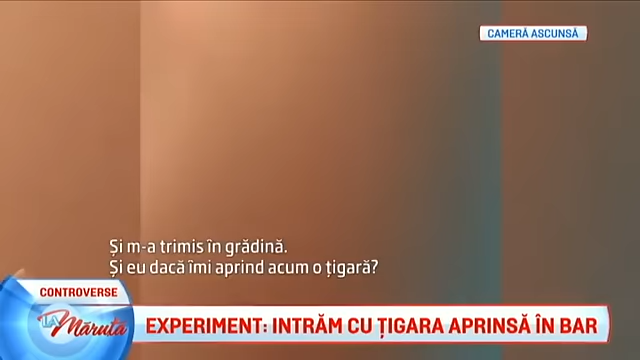 CAMERĂ ASCUNSĂ
Și m-a trimis în grădină.
Și eu dacă îmi aprind acum o țigară?
CONTROVERSE
LA Măruță
EXPERIMENT: INTRĂM CU ȚIGARA APRINSĂ ÎN BAR